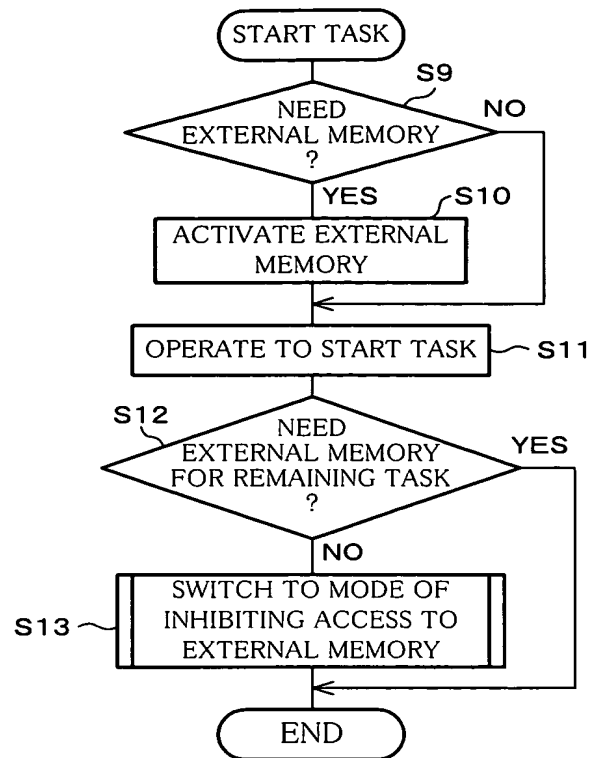 START TASK
S9
NEED
EXTERNAL MEMORY
?
NO
YES
S10
ACTIVATE EXTERNAL
MEMORY
OPERATE TO START TASK
S11
S12
NEED
EXTERNAL MEMORY
FOR REMAINING TASK
?
YES
NO
S13
SWITCH TO MODE OF
INHIBITING ACCESS TO
EXTERNAL MEMORY
END